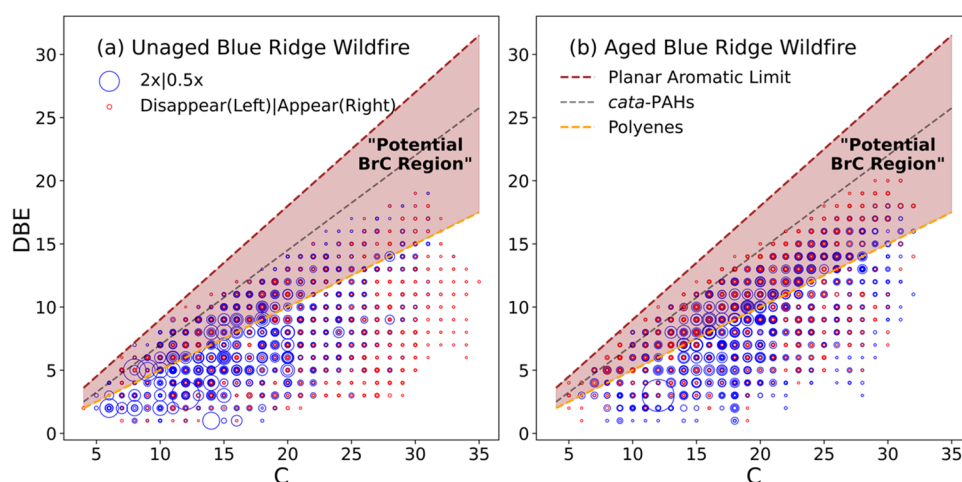 (a) Unaged Blue Ridge Wildfire
2x|0.5x
Disappear(Left)|Appear(Right)
"Potential
BrC Region"
DBE
30
25
20
15
10
5
0
5
10
15
20
25
30
35
C
(b) Aged Blue Ridge Wildfire
Planar Aromatic Limit
cata-PAHs
Polyenes
"Potential
BrC Region"
30
25
20
15
10
5
0
5
10
15
20
25
30
35
C